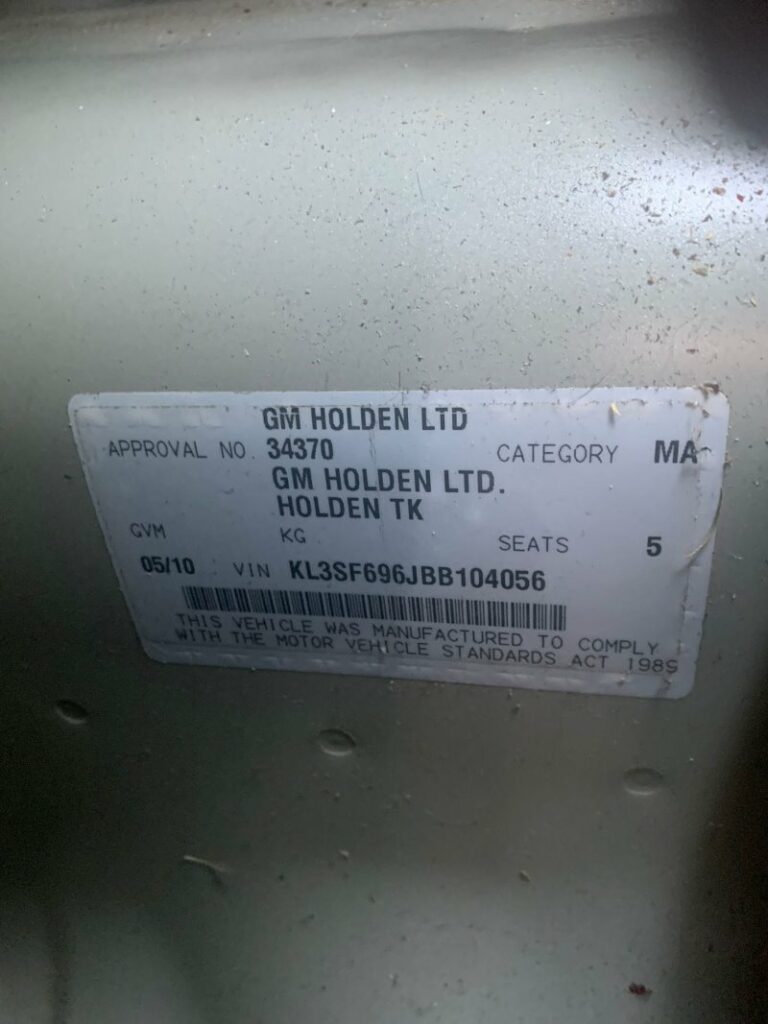 GM HOLDEN LTD
APPROVAL NO. 34370 CATEGORY MA
GM HOLDEN LTD.
HOLDEN TK
GVM KG SEATS 5
05/10 VIN KL3SF696JBB104056
THIS VEHICLE WAS MANUFACTURED TO COMPLY
WITH THE MOTOR VEHICLE STANDARDS ACT 1989